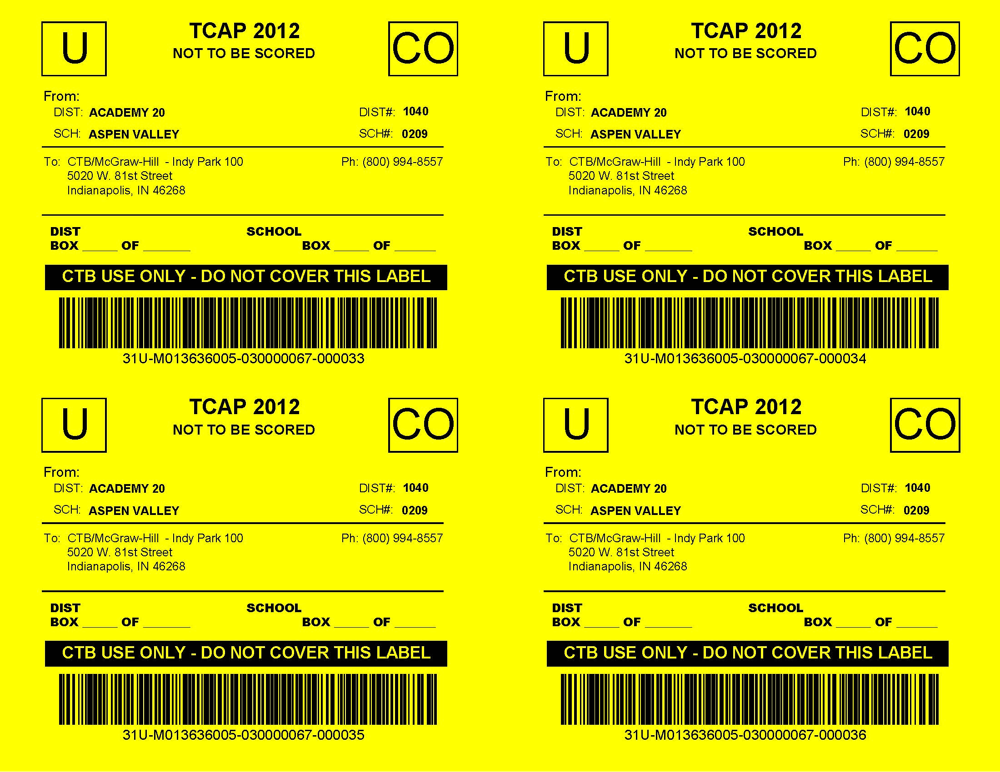 U TCAP 2012 CO
NOT TO BE SCORED
From:
DIST: ACADEMY 20 DIST#: 1040
SCH: ASPEN VALLEY SCH#: 0209
To: CTB/McGraw-Hill - Indy Park 100 Ph: (800) 994-8557
5020 W. 81st Street
Indianapolis, IN 46268
DIST SCHOOL
BOX _____ OF _______ BOX _____ OF ______
CTB USE ONLY - DO NOT COVER THIS LABEL
31U-M013636005-030000067-000033
U TCAP 2012 CO
NOT TO BE SCORED
From:
DIST: ACADEMY 20 DIST#: 1040
SCH: ASPEN VALLEY SCH#: 0209
To: CTB/McGraw-Hill - Indy Park 100 Ph: (800) 994-8557
5020 W. 81st Street
Indianapolis, IN 46268
DIST SCHOOL
BOX _____ OF _______ BOX _____ OF ______
CTB USE ONLY - DO NOT COVER THIS LABEL
31U-M013636005-030000067-000034
U TCAP 2012 CO
NOT TO BE SCORED
From:
DIST: ACADEMY 20 DIST#: 1040
SCH: ASPEN VALLEY SCH#: 0209
To: CTB/McGraw-Hill - Indy Park 100 Ph: (800) 994-8557
5020 W. 81st Street
Indianapolis, IN 46268
DIST SCHOOL
BOX _____ OF _______ BOX _____ OF ______
CTB USE ONLY - DO NOT COVER THIS LABEL
31U-M013636005-030000067-000035
U TCAP 2012 CO
NOT TO BE SCORED
From:
DIST: ACADEMY 20 DIST#: 1040
SCH: ASPEN VALLEY SCH#: 0209
To: CTB/McGraw-Hill - Indy Park 100 Ph: (800) 994-8557
5020 W. 81st Street
Indianapolis, IN 46268
DIST SCHOOL
BOX _____ OF _______ BOX _____ OF ______
CTB USE ONLY - DO NOT COVER THIS LABEL
31U-M013636005-030000067-000036